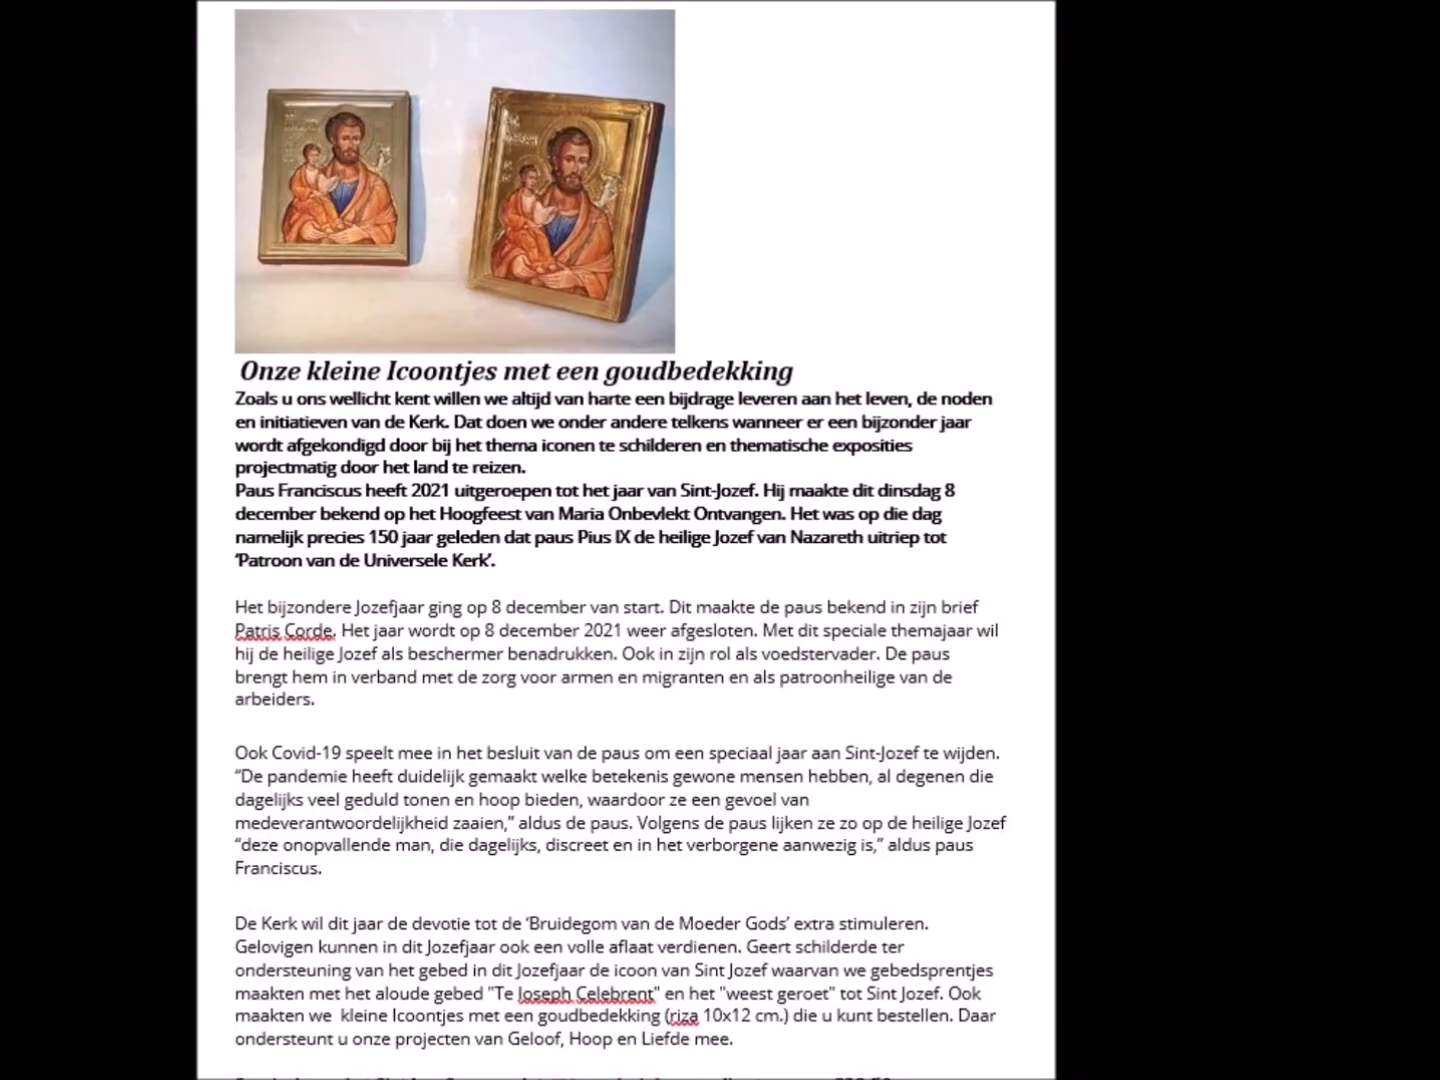 Onze kleine Icoontjes met een goudbedekking
Zoals u ons wellicht kent willen we altijd van harte een bijdrage leveren aan het leven, de noden
en initiatieven van de Kerk. Dat doen we onder andere telkens wanneer er een bijzonder jaar
wordt afgekondigd door bij het thema iconen te schilderen en thematische exposities
projectmatig door het land te reizen.
Paus Franciscus heeft 2021 uitgeroepen tot het jaar van Sint-Jozef. Hij maakte dit dinsdag 8
december bekend op het Hoogfeest van Maria Onbevlekt Ontvangen. Het was op die dag
namelijk precies 150 jaar geleden dat paus Pius IX de heilige Jozef van Nazareth uitriep tot
‘Patroon van de Universele Kerk’.
Het bijzondere Jozefjaar ging op 8 december van start. Dit maakte de paus bekend in zijn brief
Patris Corde. Het jaar wordt op 8 december 2021 weer afgesloten. Met dit speciale themajaar wil
hij de heilige Jozef als beschermer benadrukken. Ook in zijn rol als voedstervader. De paus
brengt hem in verband met de zorg voor armen en migranten en als patroonheilige van de
arbeiders.
Ook Covid-19 speelt mee in het besluit van de paus om een speciaal jaar aan Sint-Jozef te wijden.
“De pandemie heeft duidelijk gemaakt welke betekenis gewone mensen hebben, al degenen die
dagelijks veel geduld tonen en hoop bieden, waardoor ze een gevoel van
medeverantwoordelijkheid zaaien,” aldus de paus. Volgens de paus lijken ze zo op de heilige Jozef
“deze onopvallende man, die dagelijks, discreet en in het verborgene aanwezig is,” aldus paus
Franciscus.
De Kerk wil dit jaar de devotie tot de ‘Bruidegom van de Moeder Gods’ extra stimuleren.
Gelovigen kunnen in dit Jozefjaar ook een volle aflaat verdienen. Geert schilderde ter
ondersteuning van het gebed in dit Jozefjaar de icoon van Sint Jozef waarvan we gebedsprentjes
maakten met het aloude gebed "Te Joseph Celebrent" en het "weest geroet" tot Sint Jozef. Ook
maakten we kleine Icoontjes met een goudbedekking (riza 10x12 cm.) die u kunt bestellen. Daar
ondersteunt u onze projecten van Geloof, Hoop en Liefde mee.